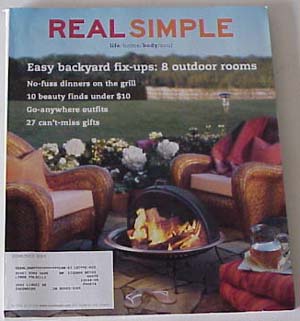 REAL SIMPLE
life/home/body/soul
Easy backyard fix-ups: 8 outdoor rooms
No-fuss dinners on the grill
10 beauty finds under $10
Go-anywhere outfits
27 can't-miss gifts